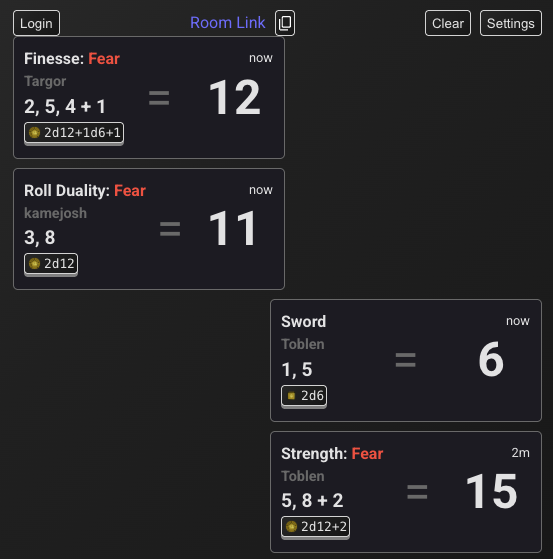 Login Room Link Clear Settings
Finesse: Fear now
Targor
2, 5, 4 + 1 = 12
2d12+1d6+1
Roll Duality: Fear now
kamejosh
3, 8 = 11
2d12
Sword now
Toblen
1, 5 = 6
2d6
Strength: Fear 2m
Toblen
5, 8 + 2 = 15
2d12+2